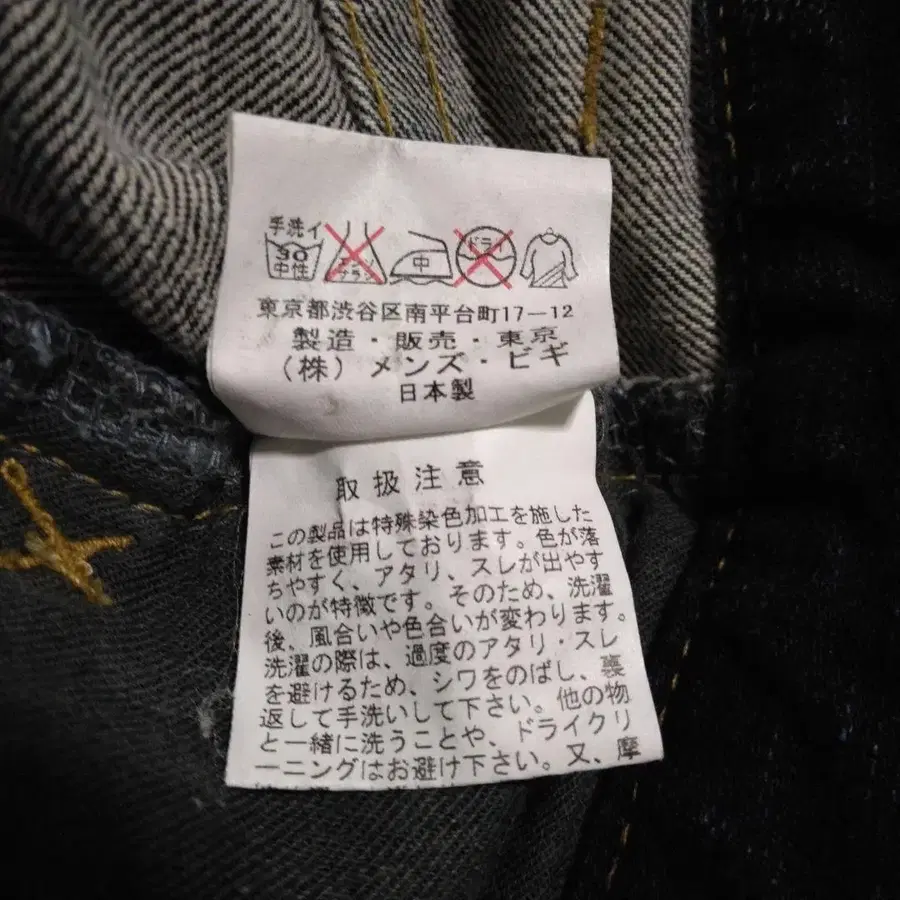 手洗イ
30
中性
中
ドライ
東京都渋谷区南平台町17—12
製造・販売・東京
(株)メンズ・ビギ
日本製
取扱注意
この製品は特殊染色加工を施した
素材を使用しております。色が落
ちやすく、アタリ、スレが出やす
いのが特徴です。そのため、洗濯
後、風合いや色合いが変わります。
洗濯の際は、過度のアタリ・スレ
を避けるため、シワをのばし、裏
返して手洗いして下さい。他の物
と一緒に洗うことや、ドライクリ
ーニングはお避け下さい。又、摩